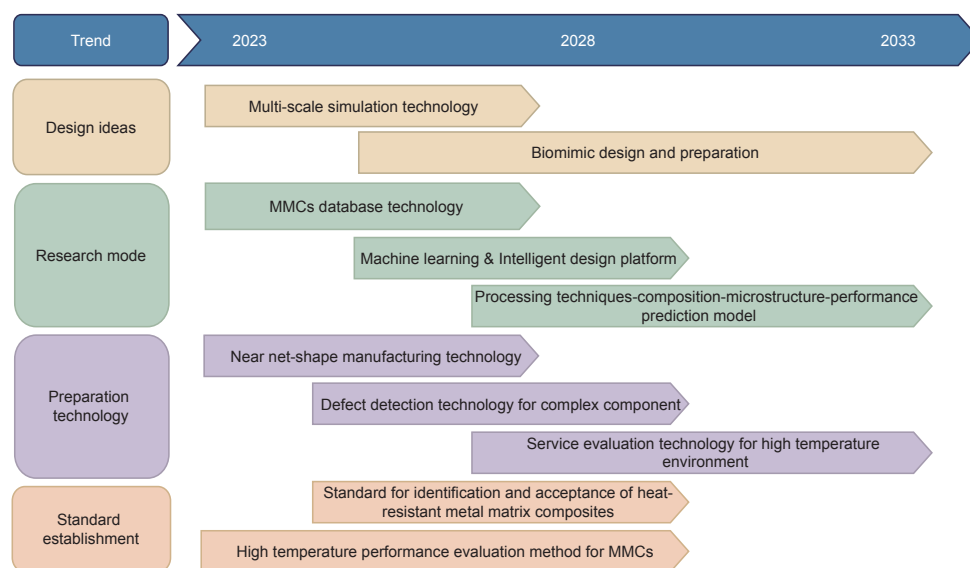 Trend
2023
2028
2033
Design ideas
Multi-scale simulation technology
Biomimic design and preparation
Research mode
MMCs database technology
Machine learning & Intelligent design platform
Processing techniques-composition-microstructure-performance
prediction model
Preparation
technology
Near net-shape manufacturing technology
Defect detection technology for complex component
Service evaluation technology for high temperature
environment
Standard
establishment
Standard for identification and acceptance of heat-
resistant metal matrix composites
High temperature performance evaluation method for MMCs